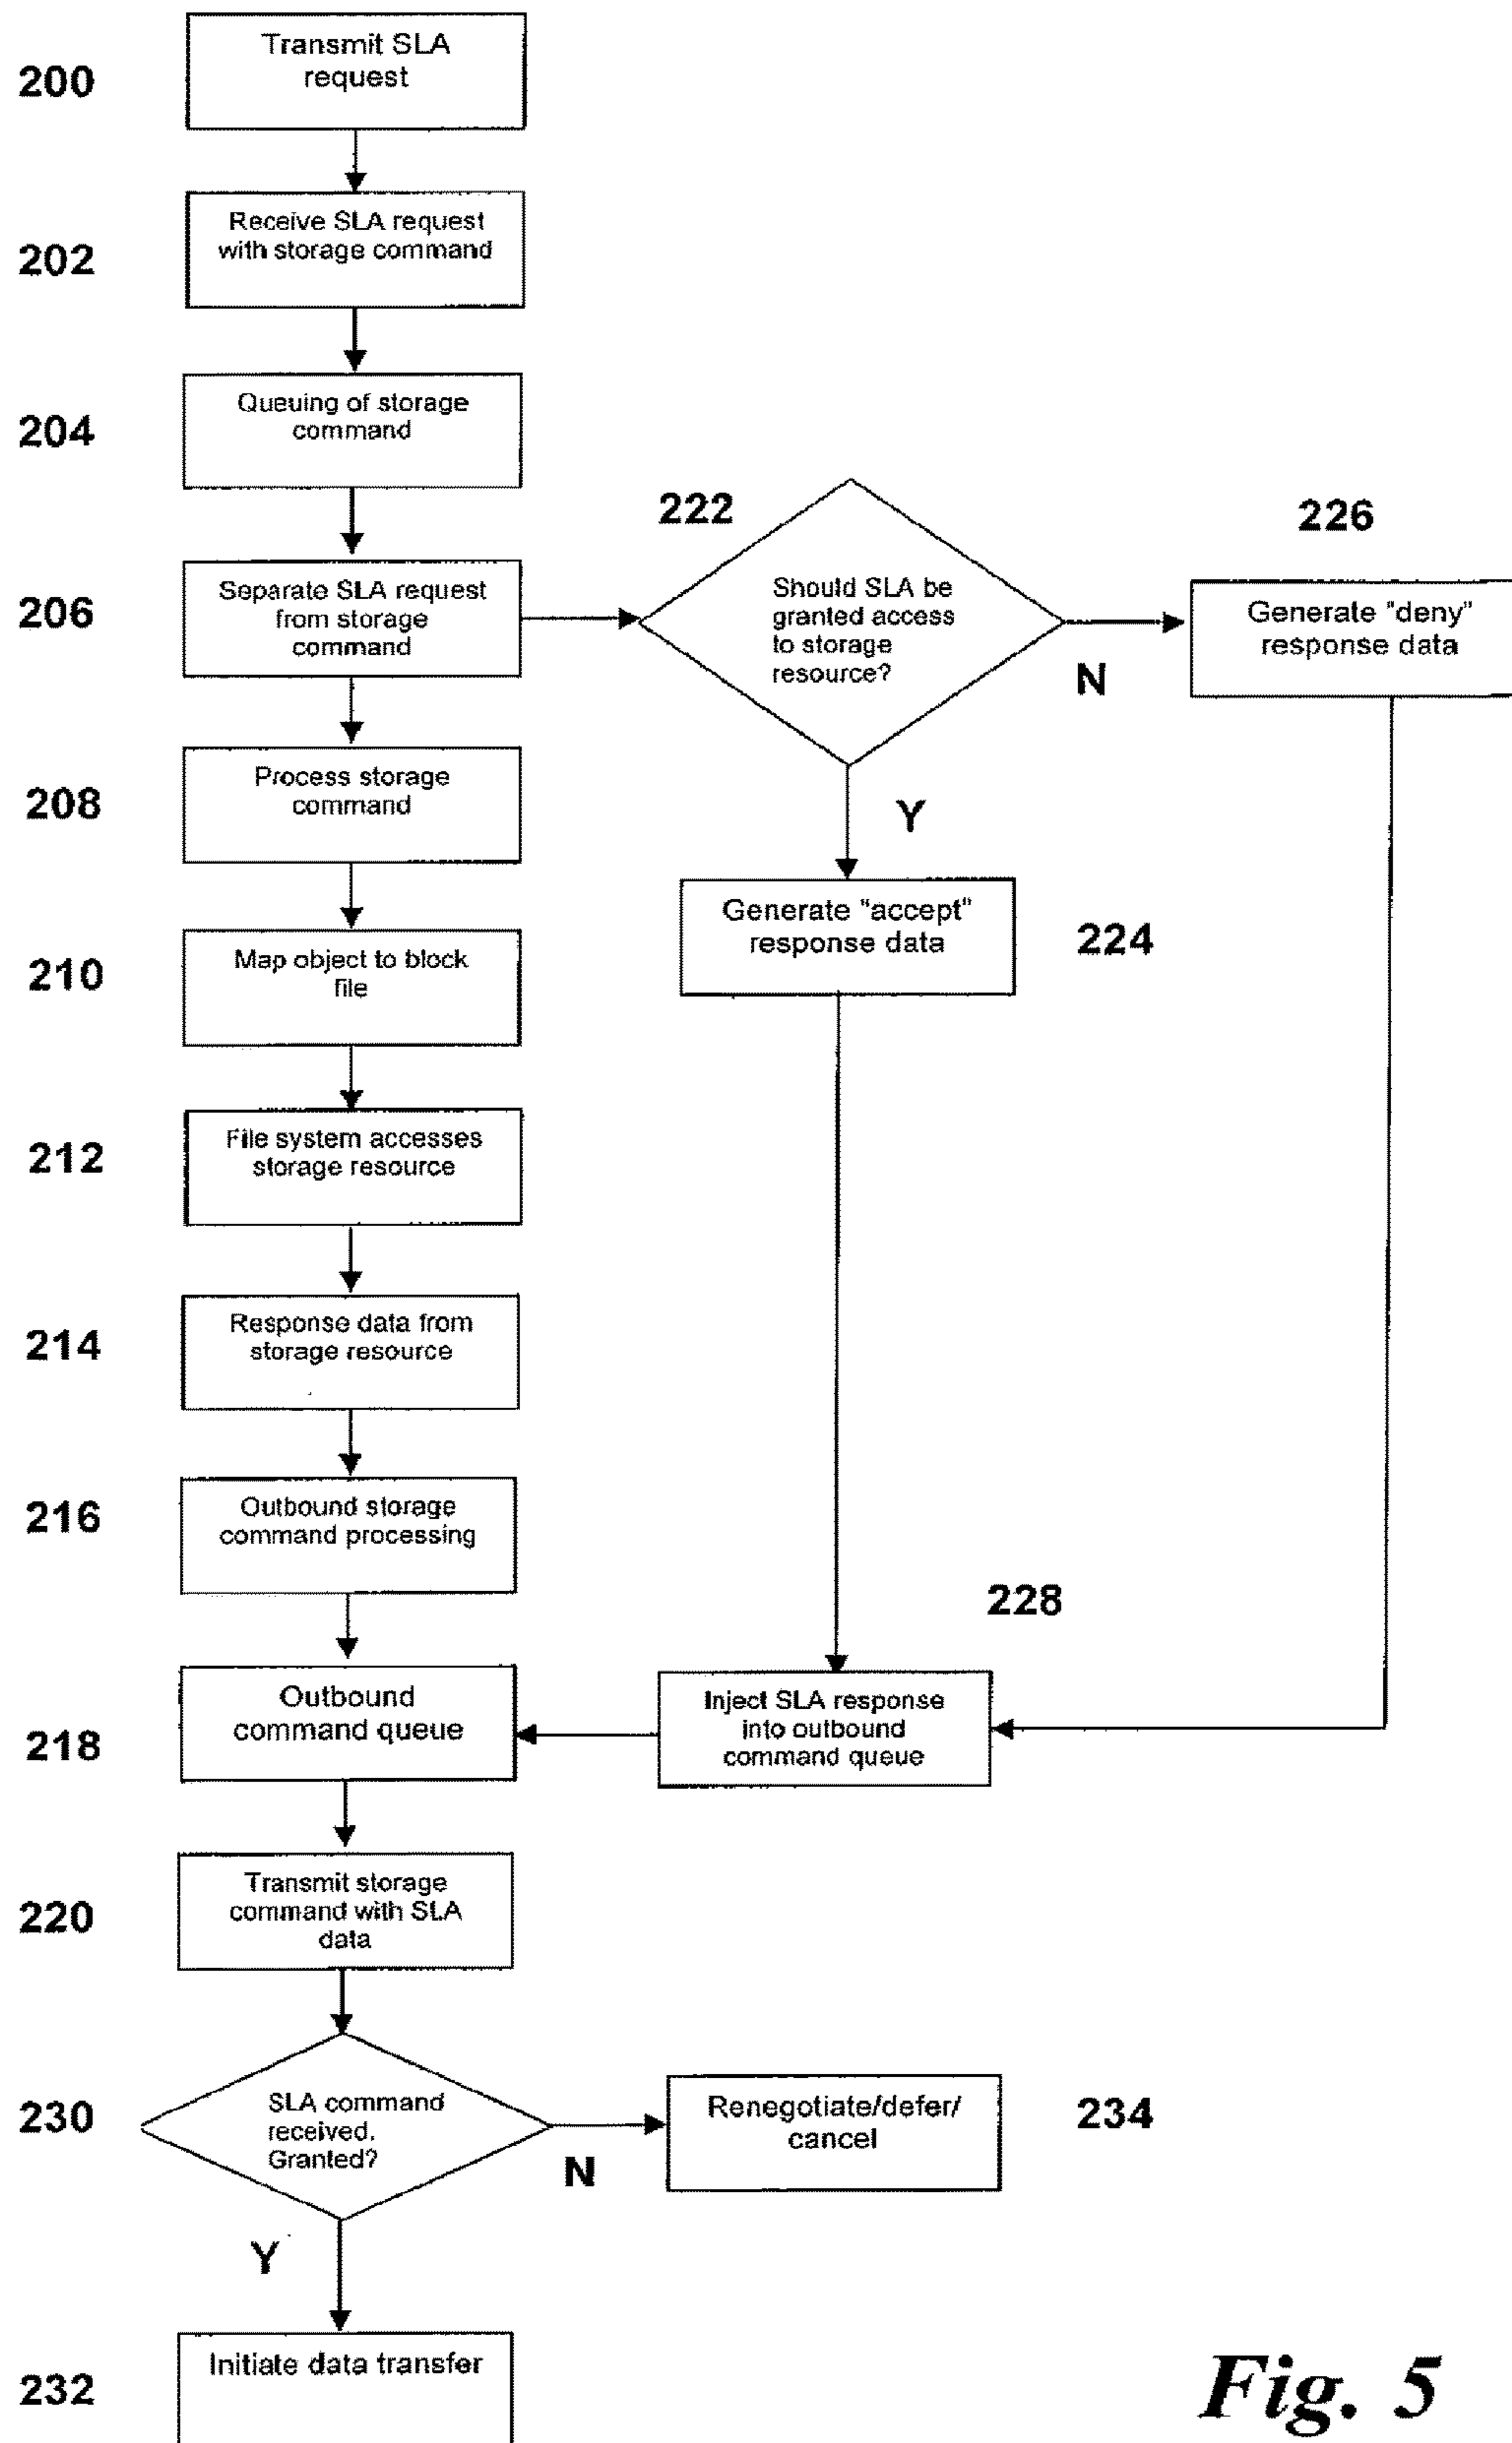 200
Transmit SLA
request
202
Receive SLA request
with storage command
204
Queuing of storage
command
206
Separate SLA request
from storage
command
222
Should SLA be
granted access
to storage
resource?
N
226
Generate "deny"
response data
208
Process storage
command
Y
Generate "accept"
response data
224
210
Map object to block
file
212
File system accesses
storage resource
214
Response data from
storage resource
216
Outbound storage
command processing
218
Outbound
command queue
228
Inject SLA response
into outbound
command queue
220
Transmit storage
command with SLA
data
230
SLA command
received.
Granted?
N
Renegotiate/defer/
cancel
234
Y
232
Initiate data transfer
Fig. 5